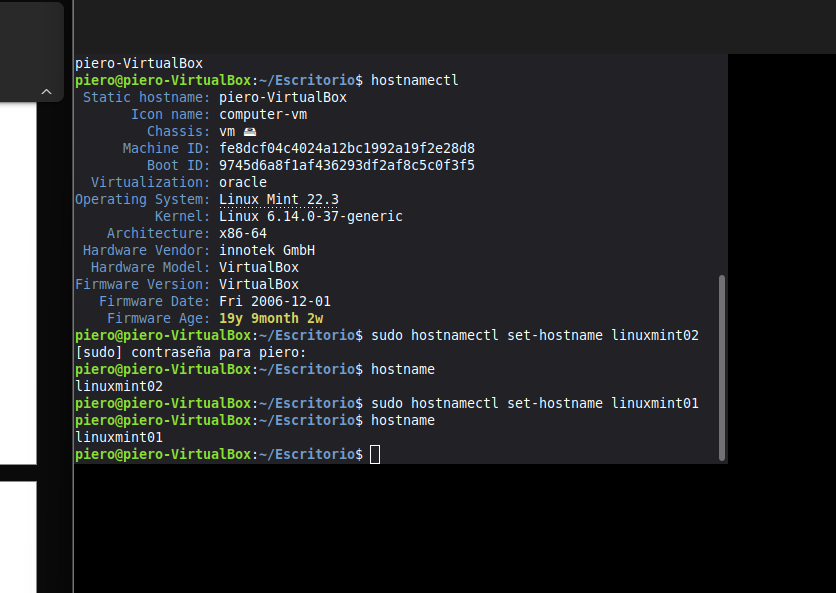 piero-VirtualBox
piero@piero-VirtualBox:~/Escritorio$ hostnamectl
Static hostname: piero-VirtualBox
Icon name: computer-vm
Chassis: vm 🖴
Machine ID: fe8dcf04c4024a12bc1992a19f2e28d8
Boot ID: 9745d6a8f1af436293df2af8c5c0f3f5
Virtualization: oracle
Operating System: Linux Mint 22.3
Kernel: Linux 6.14.0-37-generic
Architecture: x86-64
Hardware Vendor: innotek GmbH
Hardware Model: VirtualBox
Firmware Version: VirtualBox
Firmware Date: Fri 2006-12-01
Firmware Age: 19y 9month 2w
piero@piero-VirtualBox:~/Escritorio$ sudo hostnamectl set-hostname linuxmint02
[sudo] contraseña para piero:
piero@piero-VirtualBox:~/Escritorio$ hostname
linuxmint02
piero@piero-VirtualBox:~/Escritorio$ sudo hostnamectl set-hostname linuxmint01
piero@piero-VirtualBox:~/Escritorio$ hostname
linuxmint01
piero@piero-VirtualBox:~/Escritorio$